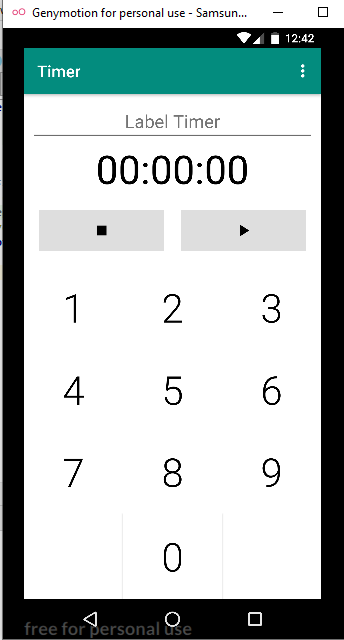 Genymotion for personal use - Samsun...
12:42
Timer
Label Timer
00:00:00
1 2 3
4 5 6
7 8 9
0
free for personal use